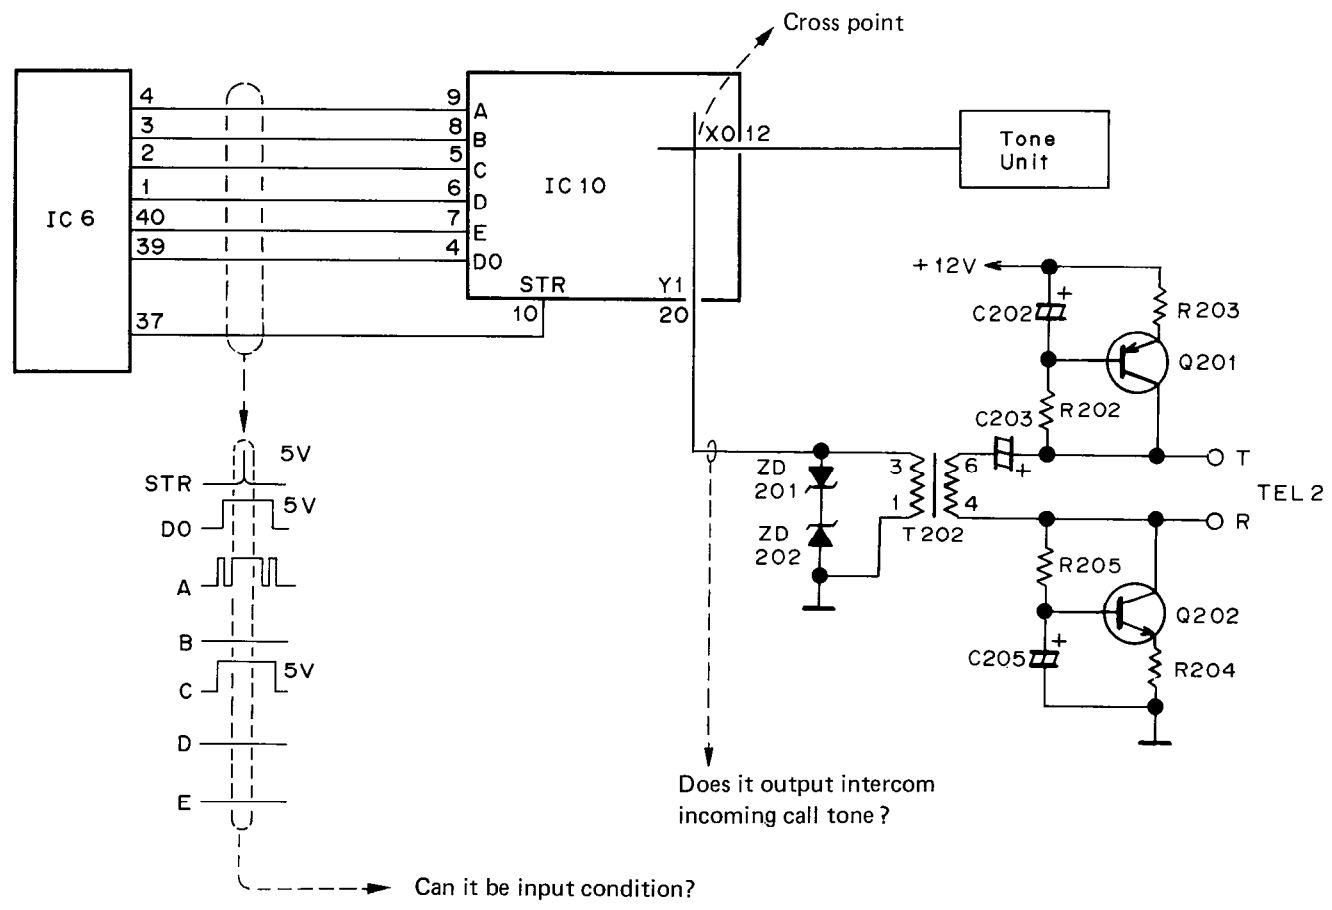 Cross point
4
9
A
3
8
B
2
5
C
1
6
D
40
7
E
39
4
DO
IC 6
IC 10
XO 12
Tone
Unit
STR
10
Y1
20
37
+12V
+
C202
R203
Q201
R202
C203
+
T
TEL 2
R
ZD
201
ZD
202
3
1
6
4
T202
R205
Q202
+
C205
R204
STR
5V
DO
5V
A
B
C
5V
D
E
Does it output intercom
incoming call tone?
Can it be input condition?